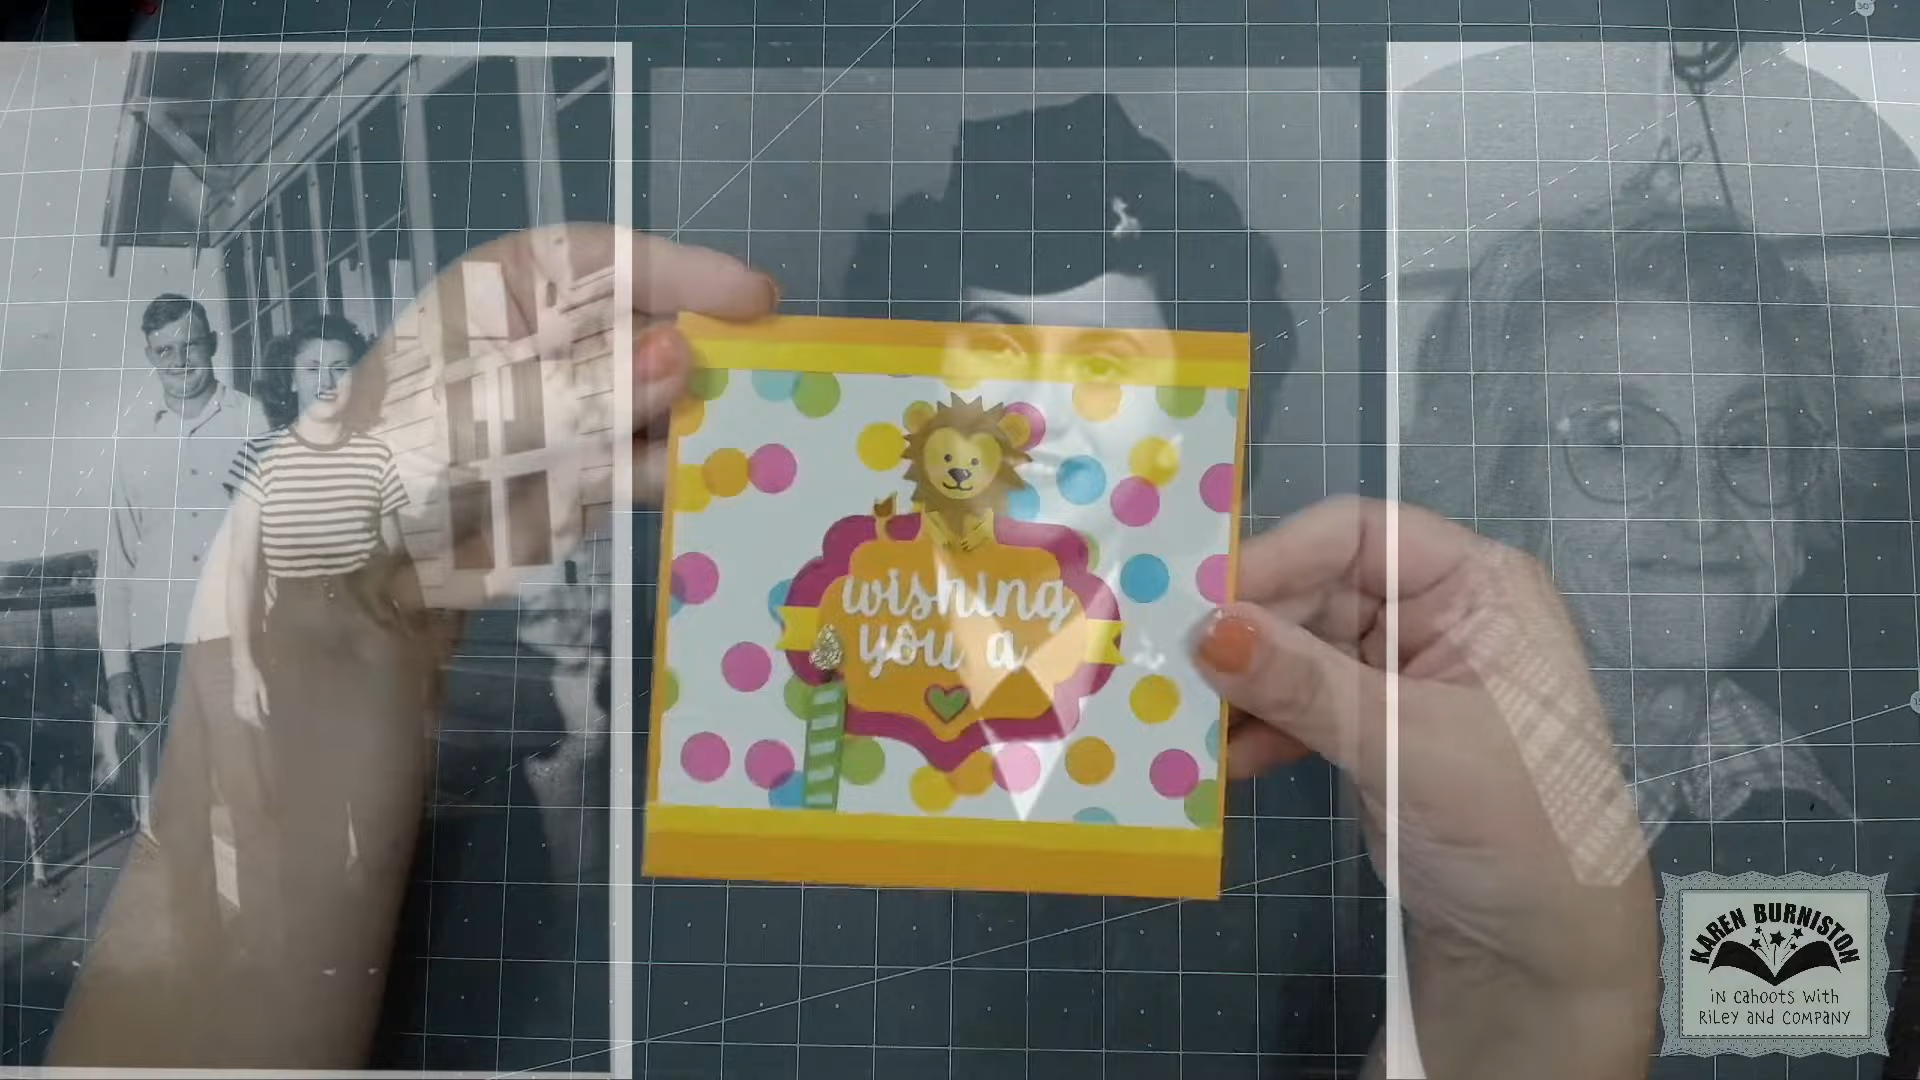 wishing
you a
KAREN BURNISTON
in cahoots with
Riley and Company